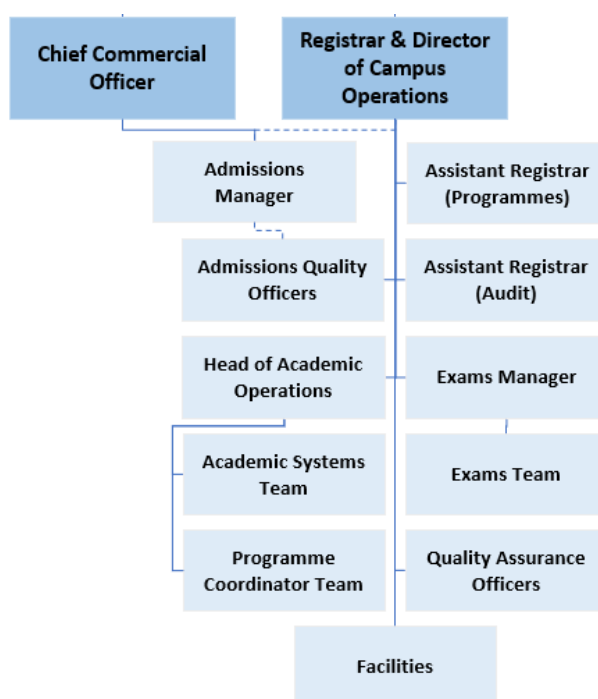 Chief Commercial
Officer
Registrar & Director
of Campus
Operations
Admissions
Manager
Assistant Registrar
(Programmes)
Admissions Quality
Officers
Assistant Registrar
(Audit)
Head of Academic
Operations
Exams Manager
Academic Systems
Team
Exams Team
Programme
Coordinator Team
Quality Assurance
Officers
Facilities